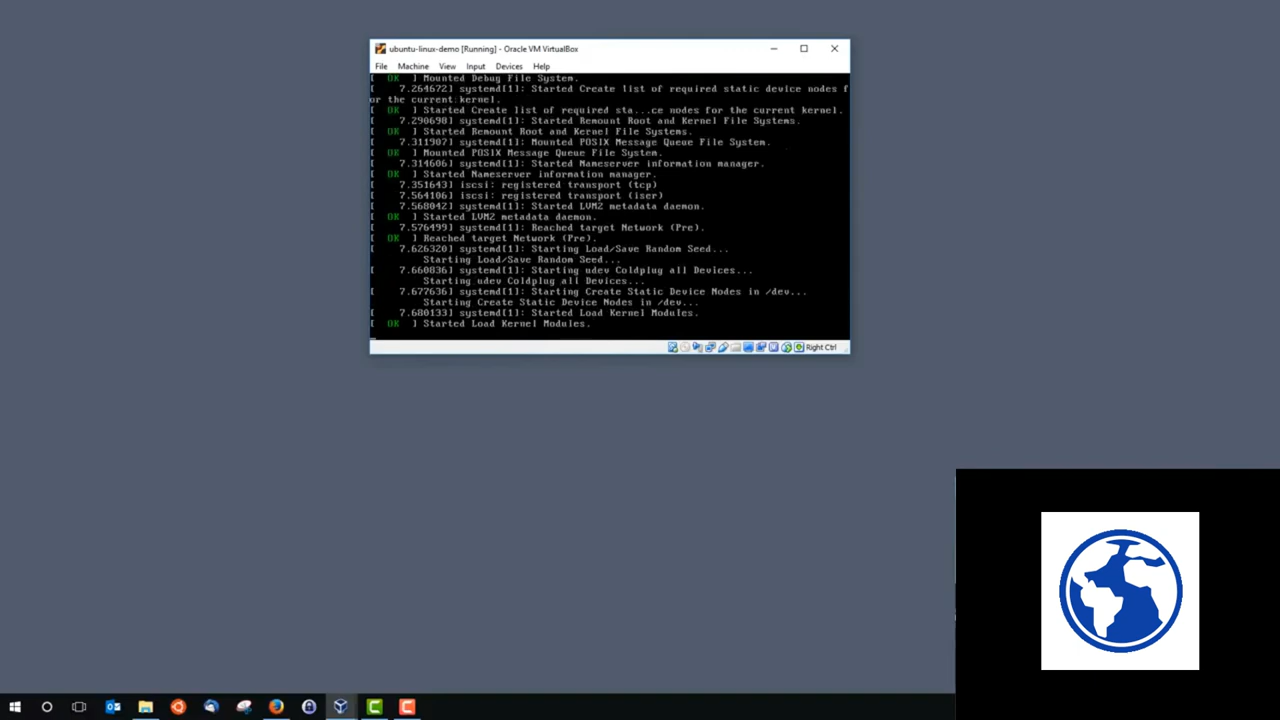 ubuntu-linux-demo [Running] - Oracle VM VirtualBox
File Machine View Input Devices Help
[ OK ] Mounted Debug File System.
[ 7.264672] systemd[1]: Started Create list of required static device nodes f
or the current kernel.
[ OK ] Started Create list of required sta...ce nodes for the current kernel.
[ 7.290698] systemd[1]: Started Remount Root and Kernel File Systems.
[ OK ] Started Remount Root and Kernel File Systems.
[ 7.311907] systemd[1]: Mounted POSIX Message Queue File System.
[ OK ] Mounted POSIX Message Queue File System.
[ 7.314606] systemd[1]: Started Nameserver information manager.
[ OK ] Started Nameserver information manager.
[ 7.351643] iscsi: registered transport (tcp)
[ 7.564106] iscsi: registered transport (iser)
[ 7.568042] systemd[1]: Started LVM2 metadata daemon.
[ OK ] Started LVM2 metadata daemon.
[ 7.576499] systemd[1]: Reached target Network (Pre).
[ OK ] Reached target Network (Pre).
[ 7.626320] systemd[1]: Starting Load/Save Random Seed...
Starting Load/Save Random Seed...
[ 7.660836] systemd[1]: Starting udev Coldplug all Devices...
Starting udev Coldplug all Devices...
[ 7.677636] systemd[1]: Starting Create Static Device Nodes in /dev...
Starting Create Static Device Nodes in /dev...
[ 7.680133] systemd[1]: Started Load Kernel Modules.
[ OK ] Started Load Kernel Modules.
Right Ctrl